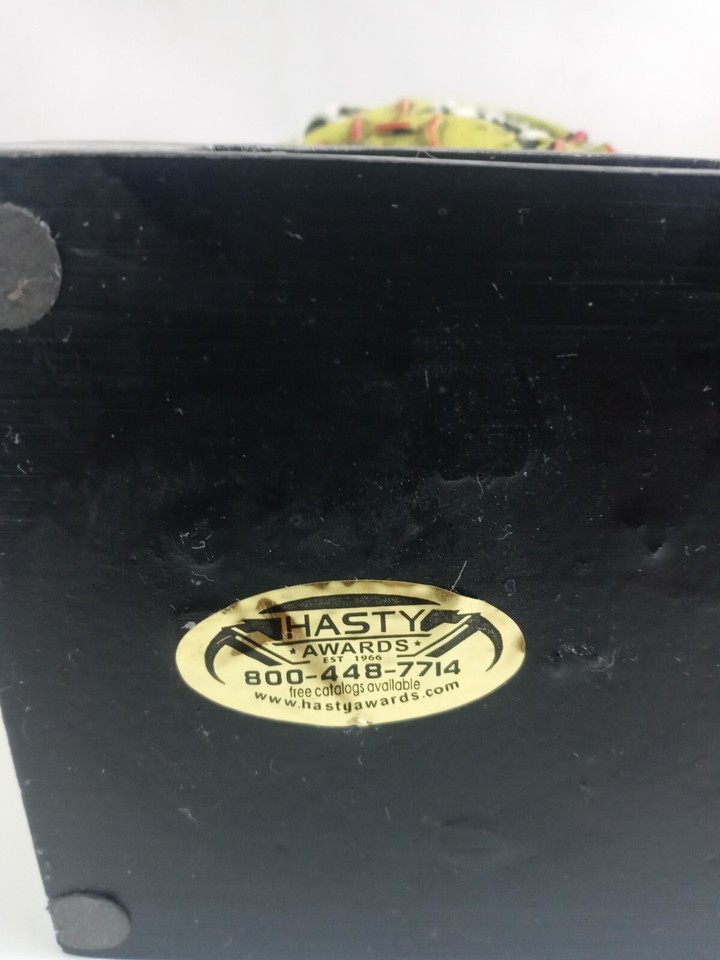 HASTY
AWARDS
EST 1966
800-448-7714
free catalogs available
www.hastyawards.com